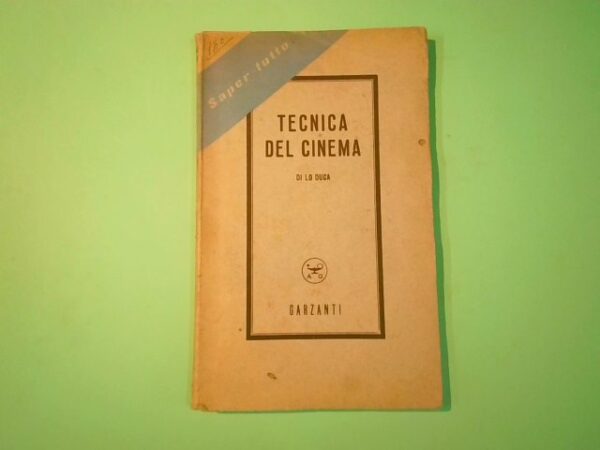 Saper tutto
TECNICA
DEL CINEMA
DI LO DUCA
GARZANTI